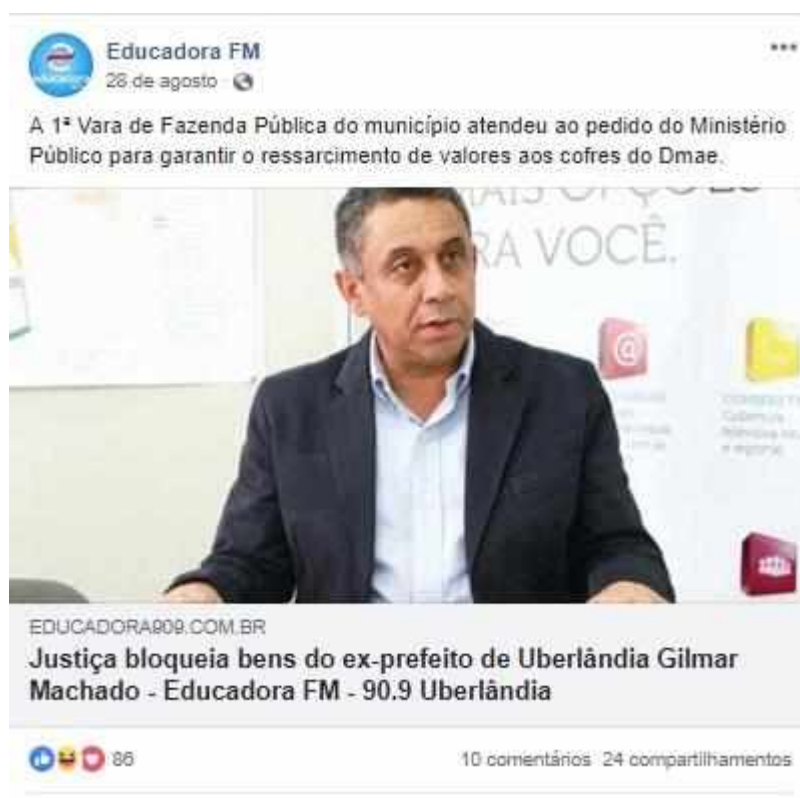 Educadora FM
28 de agosto
A 1ª Vara de Fazenda Pública do município atendeu ao pedido do Ministério
Público para garantir o ressarcimento de valores aos cofres do Dmae.
RA VOCÊ.
@
EDUCADORA909.COM.BR
Justiça bloqueia bens do ex-prefeito de Uberlândia Gilmar
Machado - Educadora FM - 90.9 Uberlândia
86
10 comentários 24 compartilhamentos